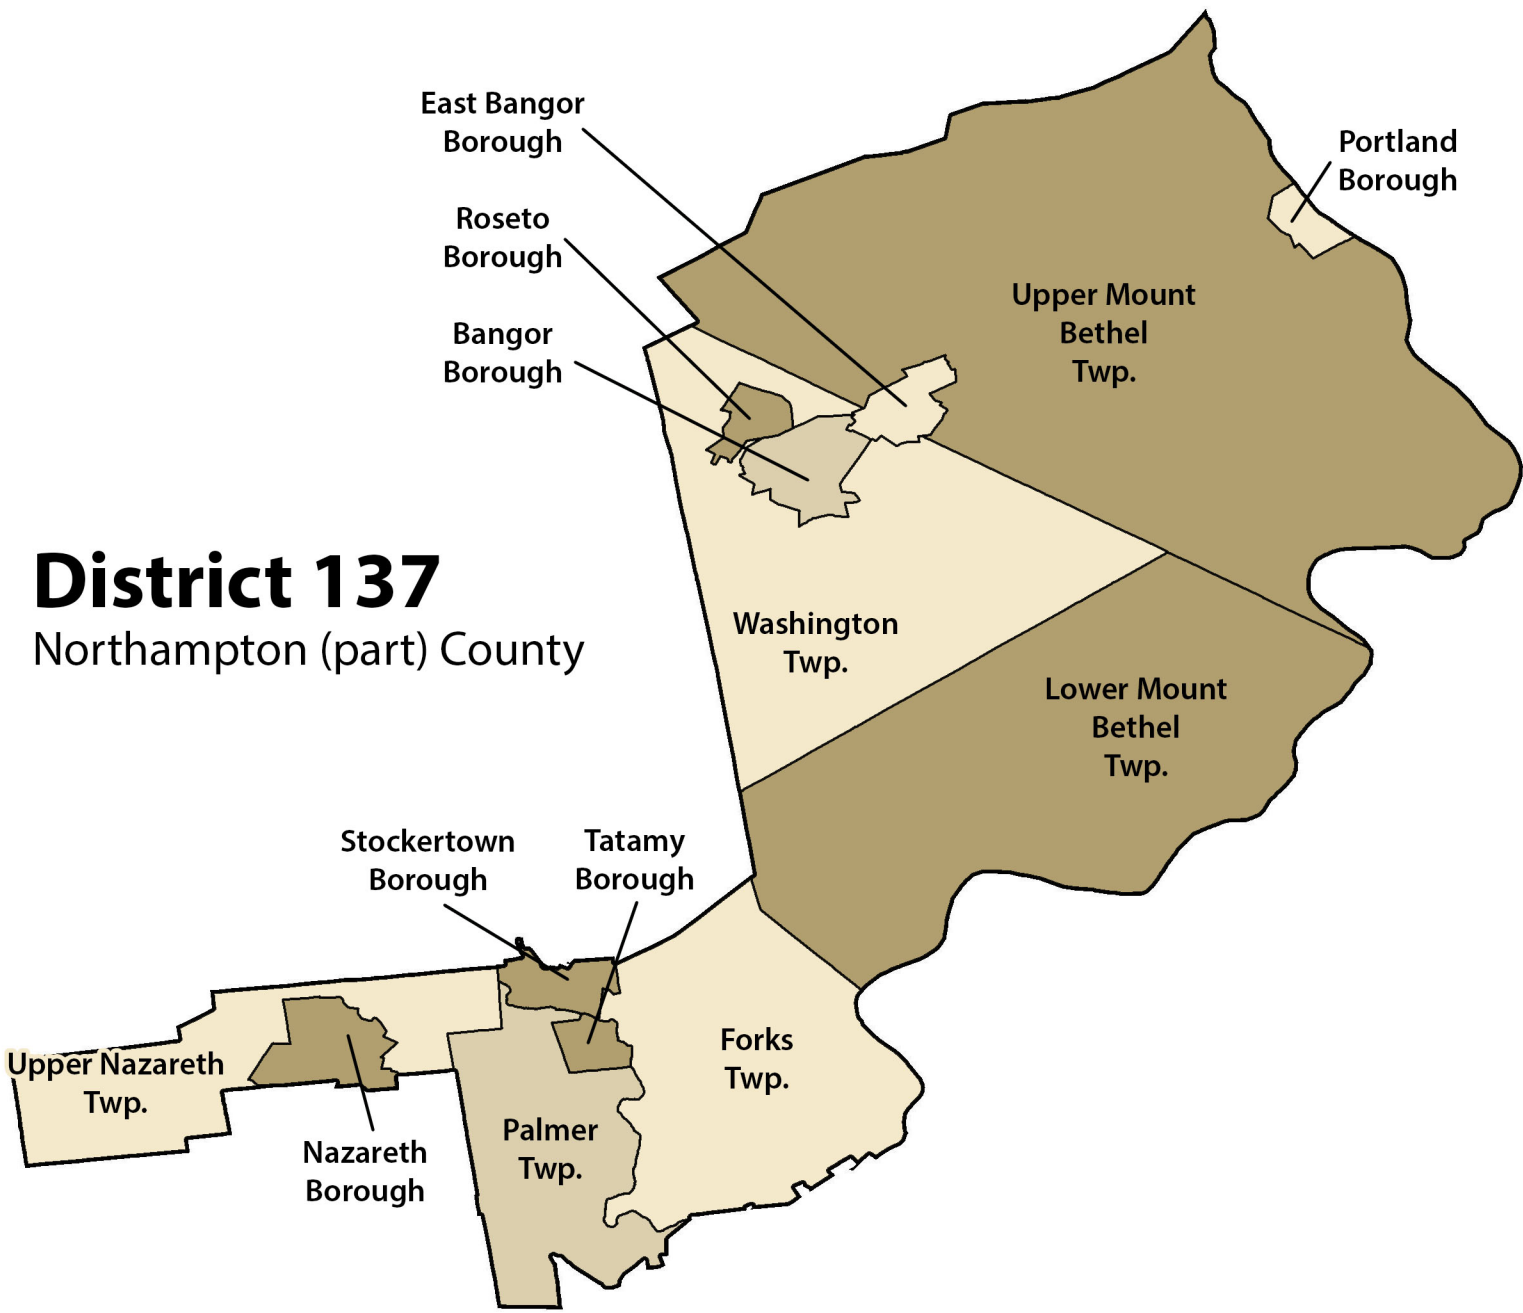 East Bangor
Borough
Portland
Borough
Roseto
Borough
Upper Mount
Bethel
Twp.
Bangor
Borough
District 137
Northampton (part) County
Washington
Twp.
Lower Mount
Bethel
Twp.
Stockertown
Borough
Tatamy
Borough
Upper Nazareth
Twp.
Forks
Twp.
Nazareth
Borough
Palmer
Twp.